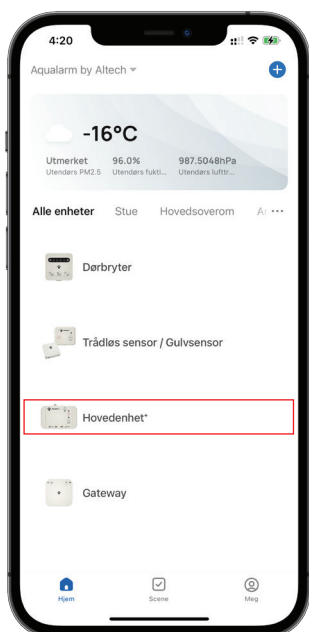 4:20
Aqualarm by Altech
-16°C
Utmerket 96.0% 987.5048hPa
Utendørs PM2.5 Utendørs fukti... Utendørs lufttr...
Alle enheter Stue Hovedsoverom
Dørbryter
Trådløs sensor / Gulvsensor
Hovedenhet*
Gateway
Hjem Scene Meg